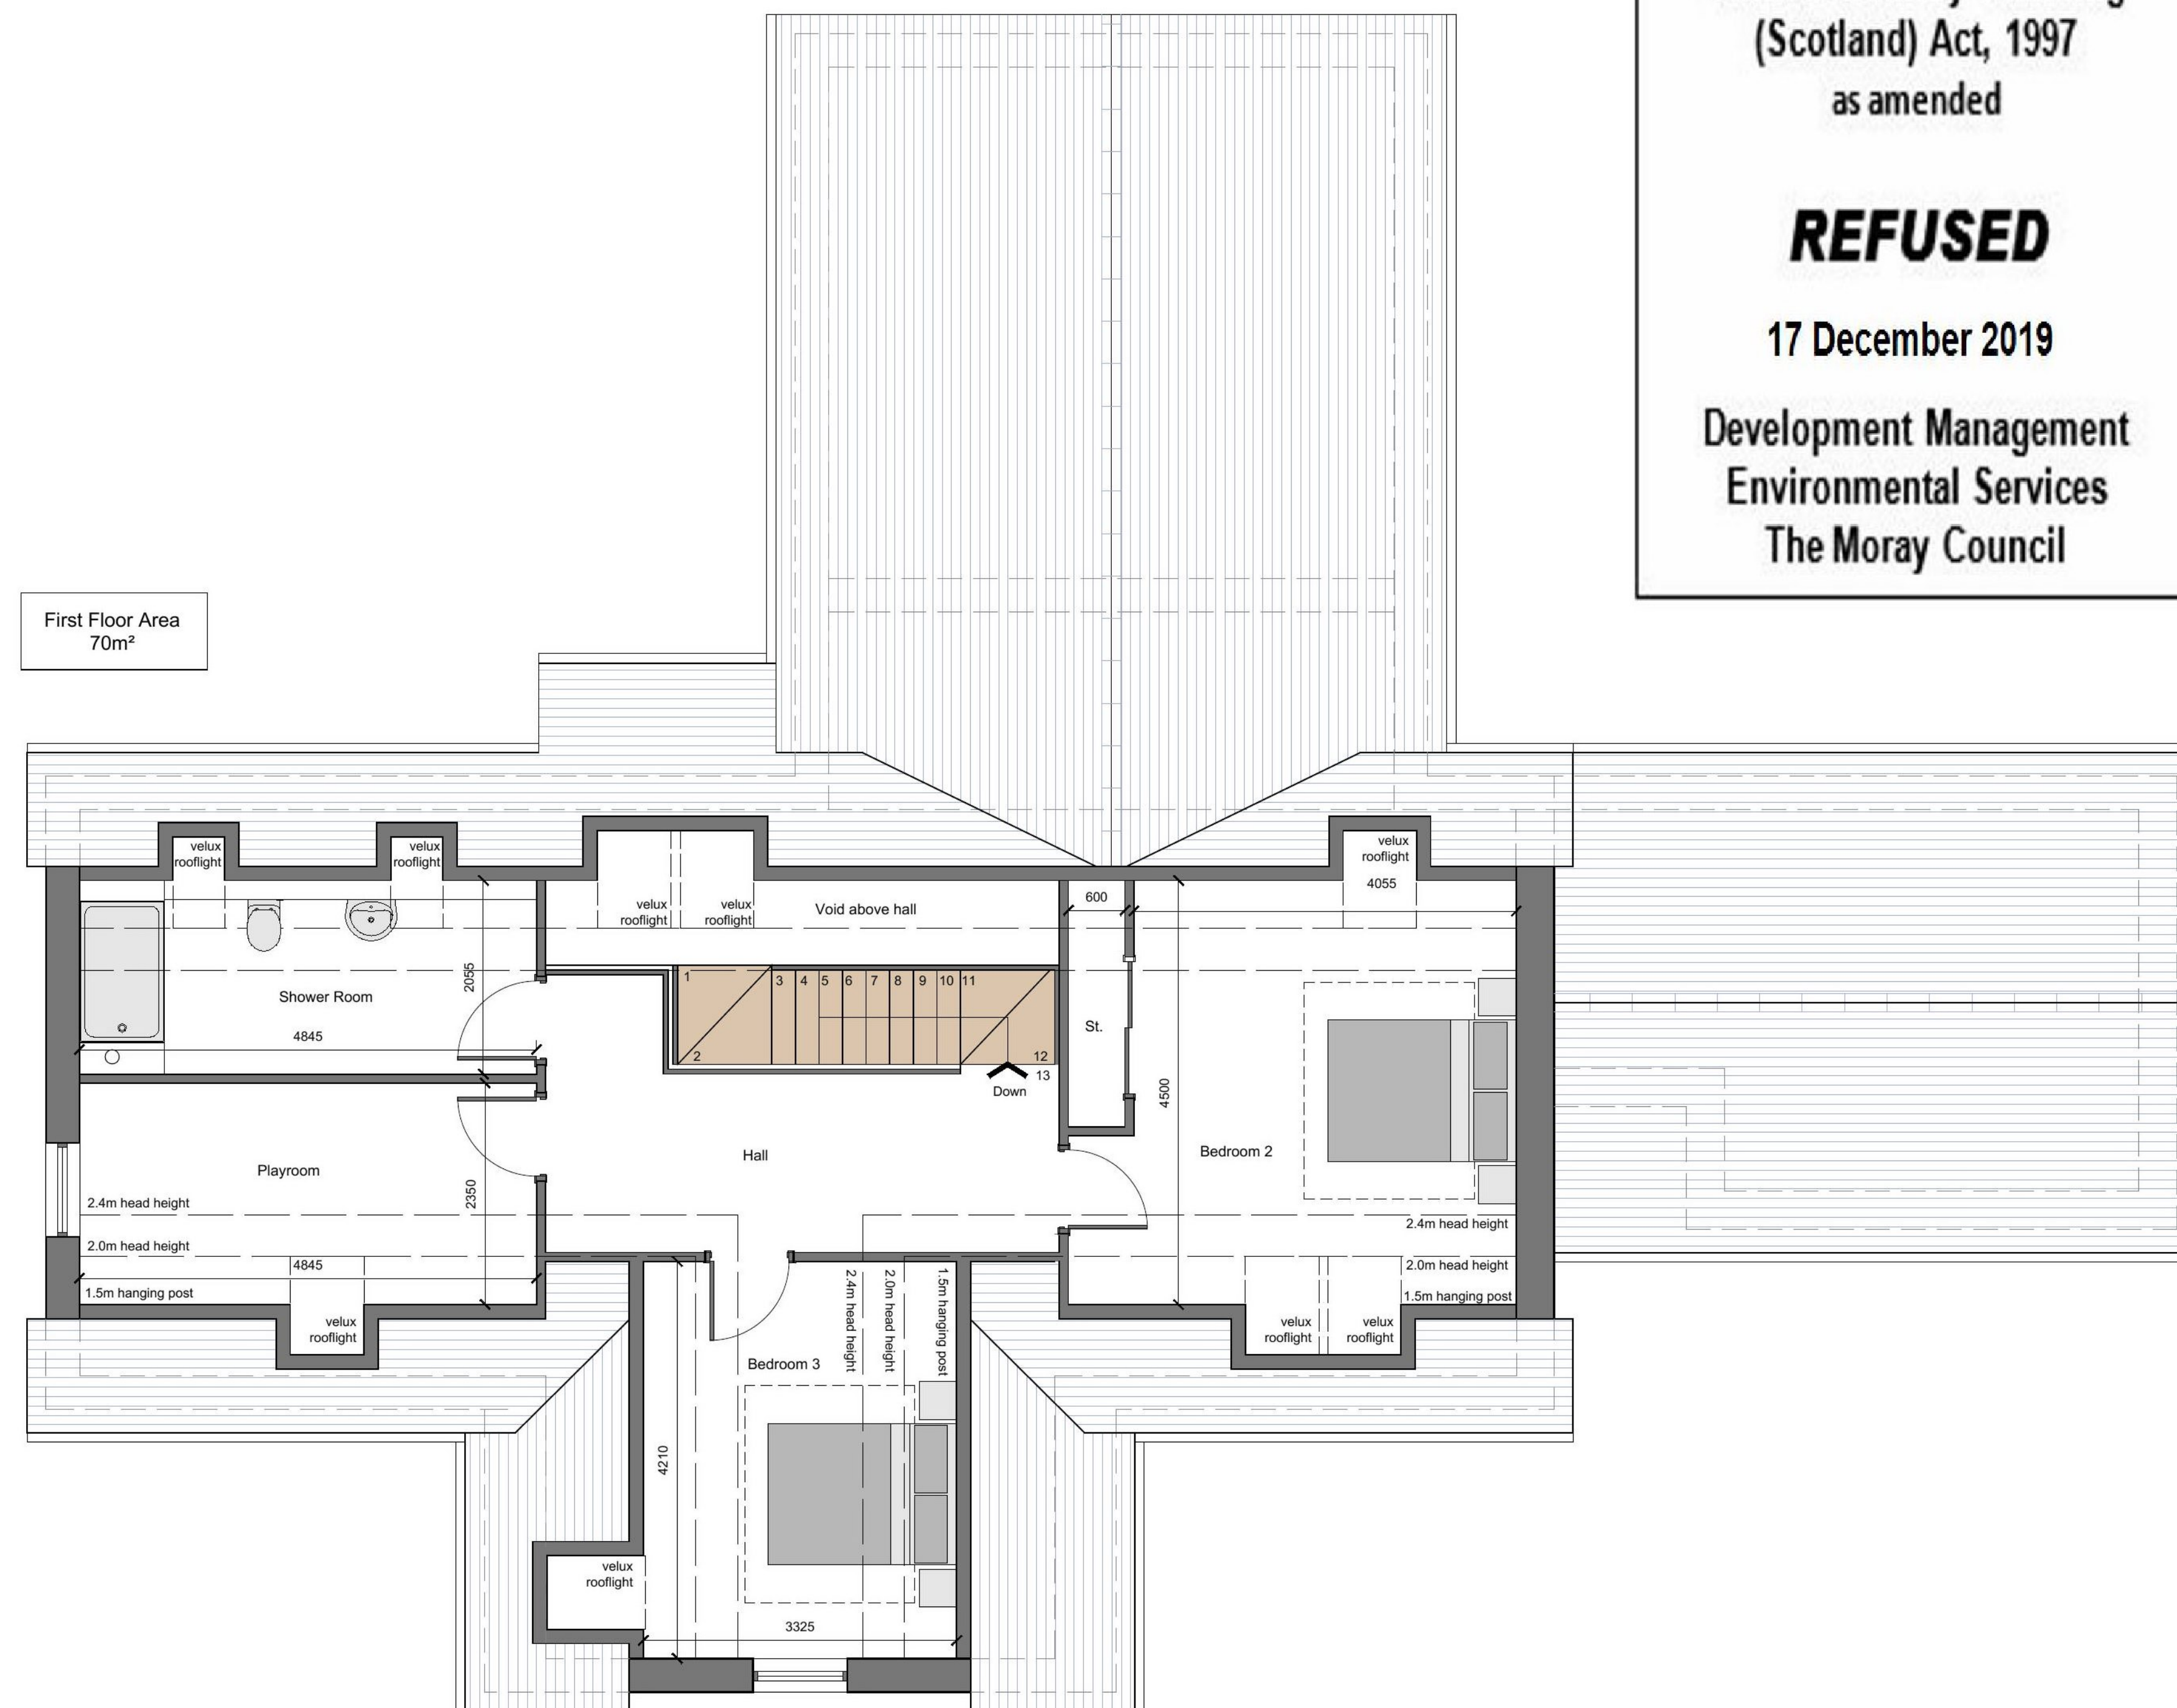 (Scotland) Act, 1997
as amended
REFUSED
17 December 2019
Development Management
Environmental Services
The Moray Council
First Floor Area
70m²
velux
rooflight
velux
rooflight
velux
rooflight
velux
rooflight
Void above hall
600
velux
rooflight
4055
2055
Shower Room
4845
1
2
3
4
5
6
7
8
9
10
11
12
13
Down
St.
4500
Bedroom 2
Hall
Playroom
2350
2.4m head height
2.0m head height
4845
1.5m hanging post
velux
rooflight
2.4m head height
2.0m head height
1.5m hanging post
2.4m head height
2.0m head height
1.5m hanging post
velux
rooflight
velux
rooflight
Bedroom 3
4210
velux
rooflight
3325